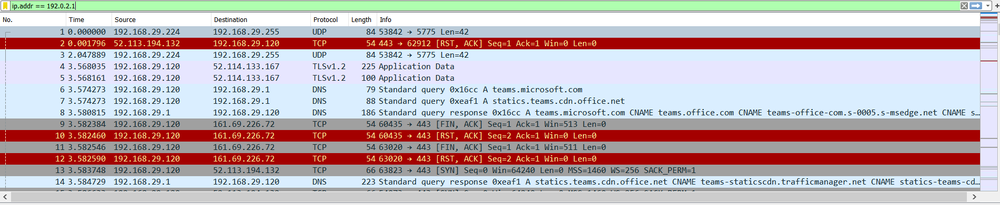 ip.addr == 192.0.2.1
No. Time Source Destination Protocol Length Info
1 0.000000 192.168.29.224 192.168.29.255 UDP 84 53842 → 5775 Len=42
2 0.001796 52.113.194.132 192.168.29.120 TCP 54 443 → 62912 [RST, ACK] Seq=1 Ack=1 Win=0 Len=0
3 2.047889 192.168.29.224 192.168.29.255 UDP 84 53842 → 5775 Len=42
4 3.568035 192.168.29.120 52.114.133.167 TLSv1.2 225 Application Data
5 3.568161 192.168.29.120 52.114.133.167 TLSv1.2 100 Application Data
6 3.574273 192.168.29.120 192.168.29.1 DNS 79 Standard query 0x16cc A teams.microsoft.com
7 3.574273 192.168.29.120 192.168.29.1 DNS 88 Standard query 0xeaf1 A statics.teams.cdn.office.net
8 3.580815 192.168.29.1 192.168.29.120 DNS 186 Standard query response 0x16cc A teams.microsoft.com CNAME teams.office.com CNAME teams-office-com.s-0005.s-msedge.net CNAME s…
9 3.582384 192.168.29.120 161.69.226.72 TCP 54 60435 → 443 [FIN, ACK] Seq=1 Ack=1 Win=513 Len=0
10 3.582460 192.168.29.120 161.69.226.72 TCP 54 60435 → 443 [RST, ACK] Seq=2 Ack=1 Win=0 Len=0
11 3.582546 192.168.29.120 161.69.226.72 TCP 54 63020 → 443 [FIN, ACK] Seq=1 Ack=1 Win=511 Len=0
12 3.582590 192.168.29.120 161.69.226.72 TCP 54 63020 → 443 [RST, ACK] Seq=2 Ack=1 Win=0 Len=0
13 3.583748 192.168.29.120 52.113.194.132 TCP 66 63823 → 443 [SYN] Seq=0 Win=64240 Len=0 MSS=1460 WS=256 SACK_PERM=1
14 3.584729 192.168.29.1 192.168.29.120 DNS 223 Standard query response 0xeaf1 A statics.teams.cdn.office.net CNAME teams-staticscdn.trafficmanager.net CNAME statics-teams-cd…